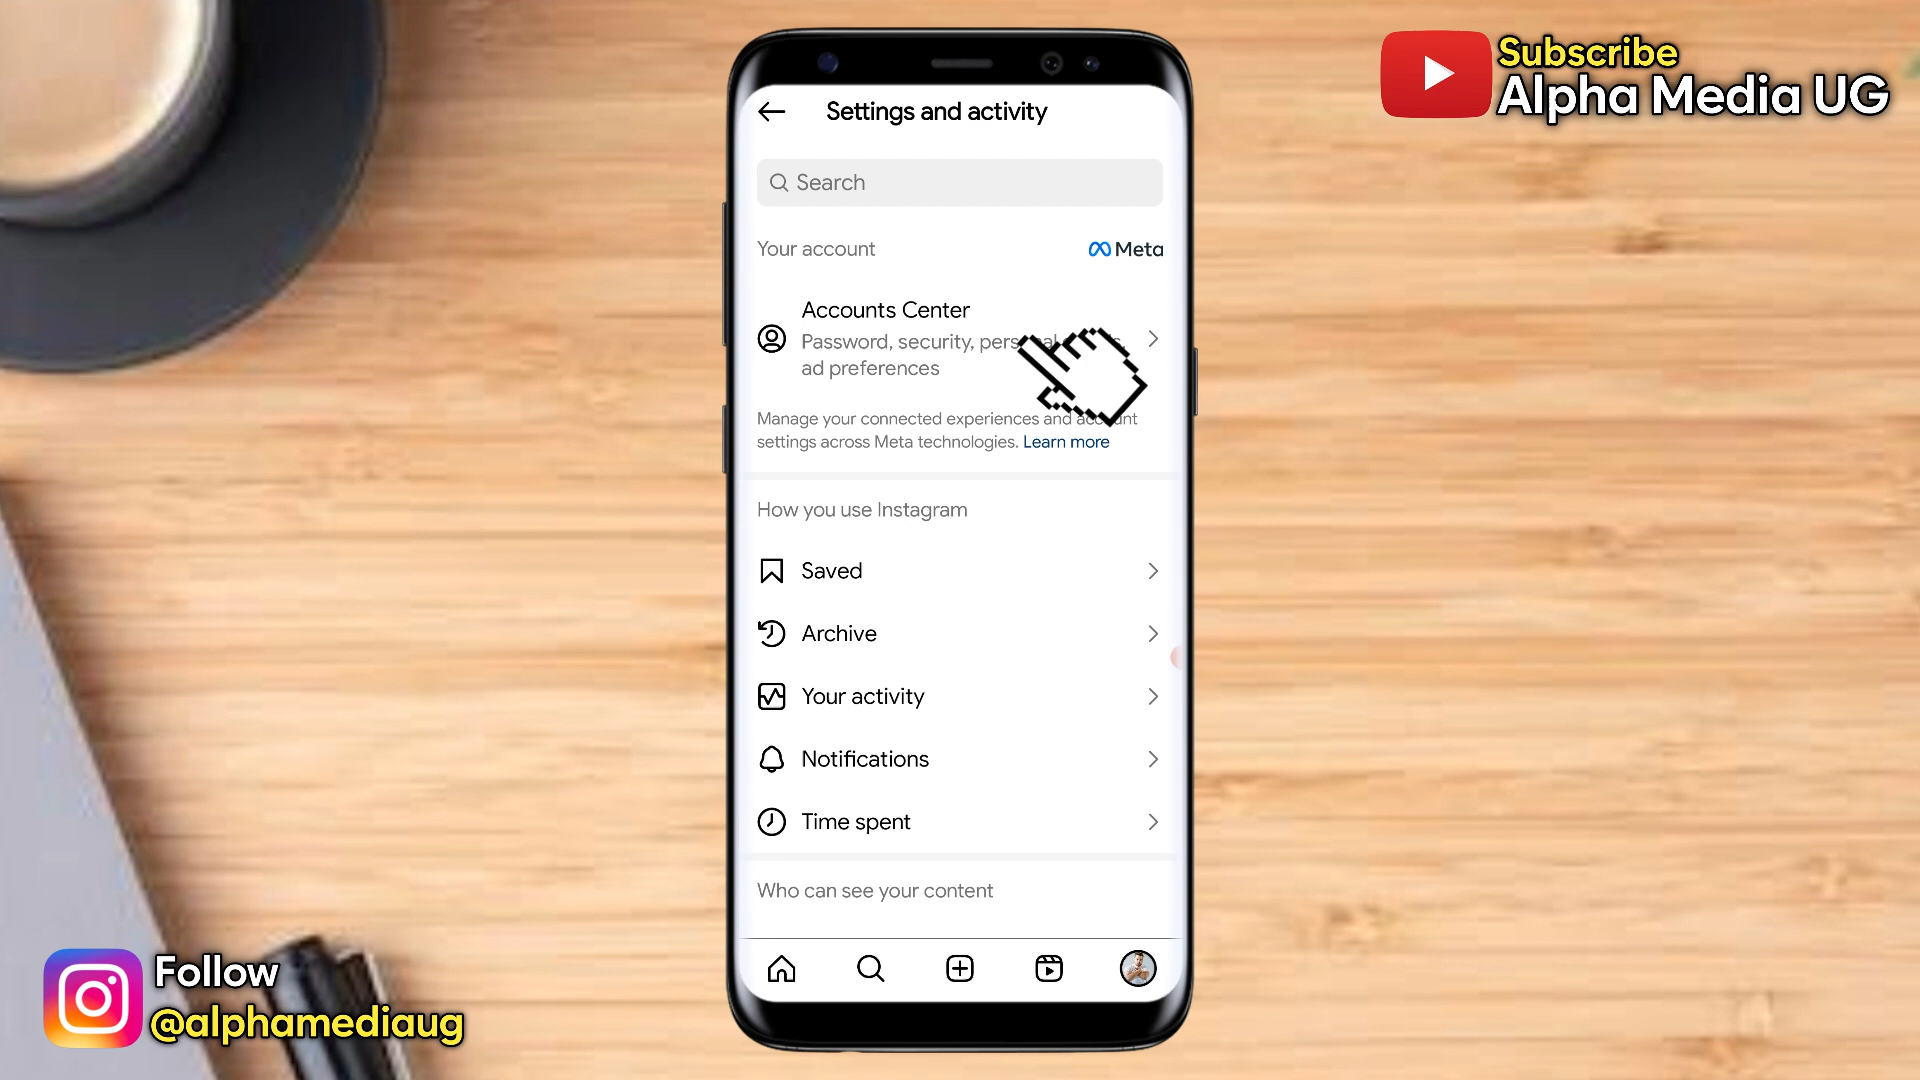 Subscribe
Alpha Media UG
Settings and activity
Search
Your account
Meta
Accounts Center
Password, security,
ad preferences
Manage your connected experiences and account
settings across Meta technologies. Learn more
How you use Instagram
Saved
Archive
Your activity
Notifications
Time spent
Who can see your content
Follow
@alphamediaug